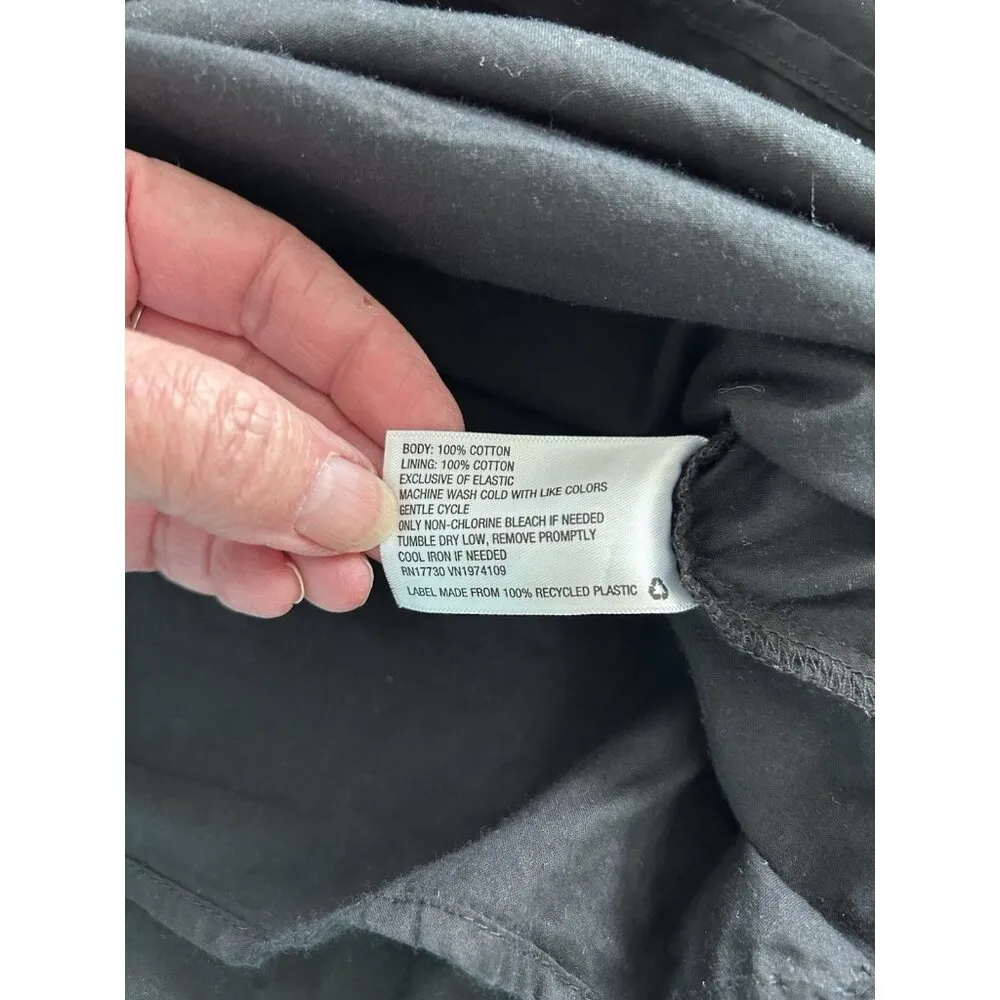 BODY: 100% COTTON
LINING: 100% COTTON
EXCLUSIVE OF ELASTIC
MACHINE WASH COLD WITH LIKE COLORS
GENTLE CYCLE
ONLY NON-CHLORINE BLEACH IF NEEDED
TUMBLE DRY LOW, REMOVE PROMPTLY
COOL IRON IF NEEDED
RN17730 VN1974109
LABEL MADE FROM 100% RECYCLED PLASTIC